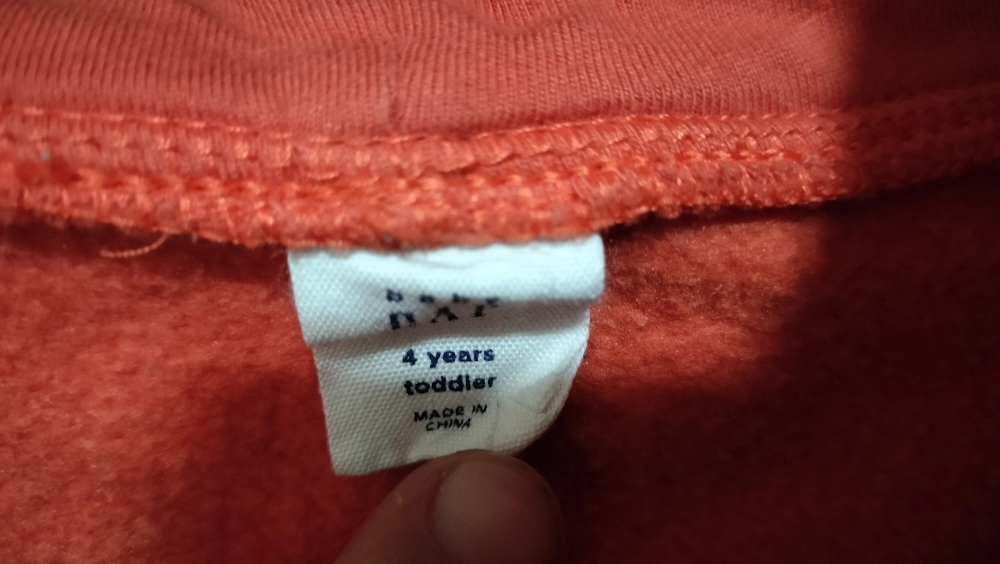 4 years
toddler
MADE IN
CHINA